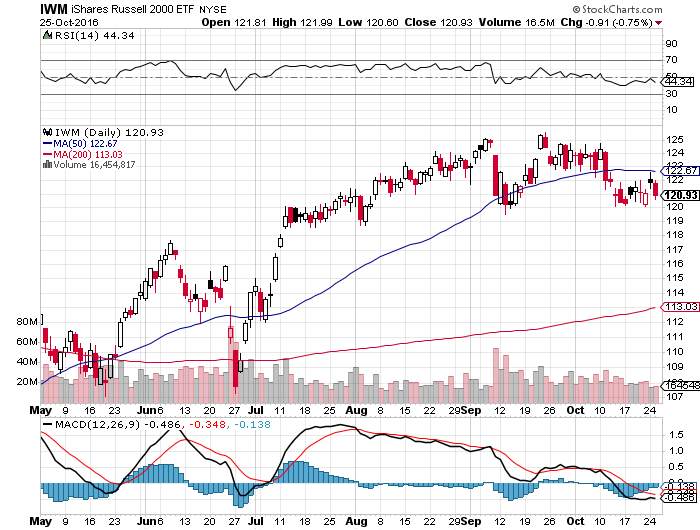 IWM iShares Russell 2000 ETF NYSE © StockCharts.com
25-Oct-2016 Open 121.81 High 121.99 Low 120.60 Close 120.93 Volume 16.5M Chg -0.91 (-0.75%)
RSI(14) 44.34
90
70
50
44.34
30
10
IWM (Daily) 120.93
MA(50) 122.67
MA(200) 113.03
Volume 16,454,817
125
124
123
122.67
122
120.93
120
119
118
117
116
115
114
113.03
112
111
110
109
107
80M
60M
40M
20M
16454817
May 9 16 23 Jun 6 13 20 27 Jul 11 18 25 Aug 8 15 22 29 Sep 12 19 26 Oct 10 17 24
MACD(12,26,9) -0.486, -0.348, -0.138
1.5
1.0
0.5
0.0
-0.138
-0.486
May 9 16 23 Jun 6 13 20 27 Jul 11 18 25 Aug 8 15 22 29 Sep 12 19 26 Oct 10 17 24